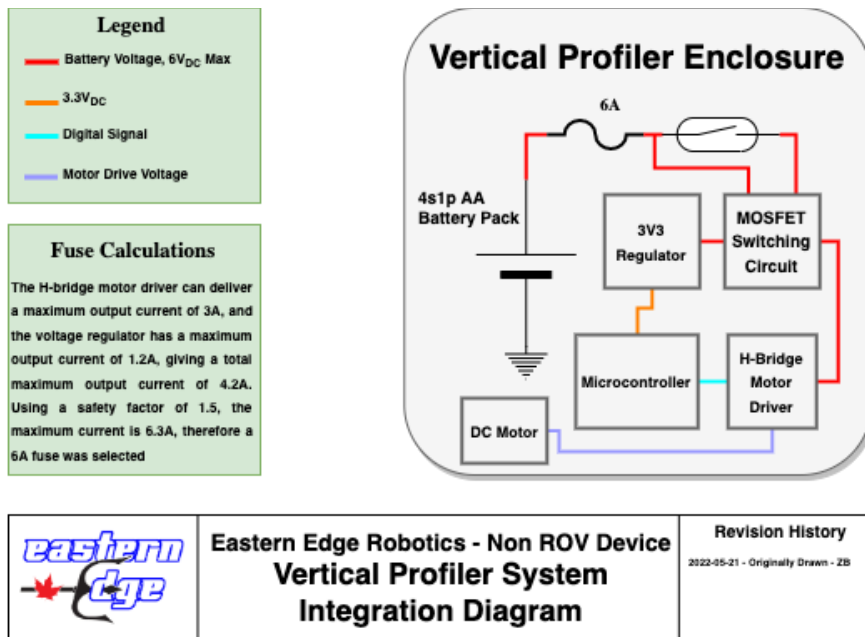 Legend
Battery Voltage, 6VDC Max
3.3VDC
Digital Signal
Motor Drive Voltage
Fuse Calculations
The H-bridge motor driver can deliver
a maximum output current of 3A, and
the voltage regulator has a maximum
output current of 1.2A, giving a total
maximum output current of 4.2A.
Using a safety factor of 1.5, the
maximum current is 6.3A, therefore a
6A fuse was selected
Vertical Profiler Enclosure
6A
4s1p AA
Battery Pack
3V3
Regulator
MOSFET
Switching
Circuit
Microcontroller
H-Bridge
Motor
Driver
DC Motor
eastern
Edge
Eastern Edge Robotics - Non ROV Device
Vertical Profiler System
Integration Diagram
Revision History
2022-05-21 - Originally Drawn - ZB